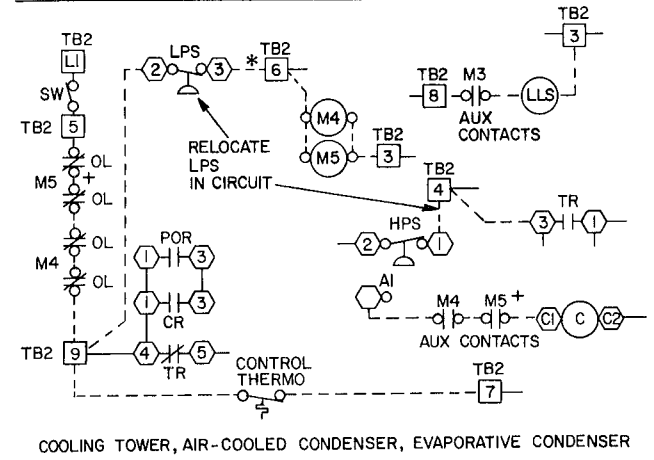 TB2
L1
SW
TB2 5
OL
M5 +
OL
OL
M4
OL
TB2 9
LPS
2 3 * TB2 6
M4
M5
TB2 3
RELOCATE
LPS
IN CIRCUIT
TB2
3
TB2 8
M3
AUX
CONTACTS
LLS
TB2
4
HPS
2 1
TR
3 1
A1
M4 M5 +
AUX CONTACTS
C1 C C2
POR
1 3
1 3
CR
4 5
TR
CONTROL
THERMO
TB2
7
COOLING TOWER, AIR-COOLED CONDENSER, EVAPORATIVE CONDENSER